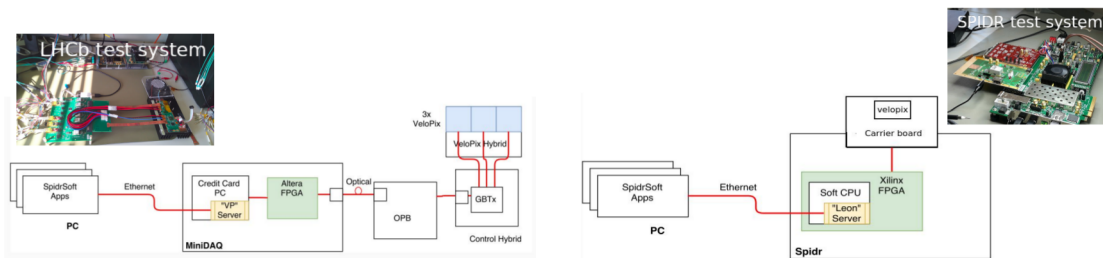 LHCb test system
3x
VeloPix
VeloPix Hybrid
SpidrSoft
Apps
PC
Ethernet
Credit Card
PC
"VP"
Server
Altera
FPGA
MiniDAQ
Optical
OPB
GBTx
Control Hybrid
SPIDR test system
velopix
Carrier board
SpidrSoft
Apps
PC
Ethernet
Xilinx
FPGA
Soft CPU
"Leon"
Server
Spidr